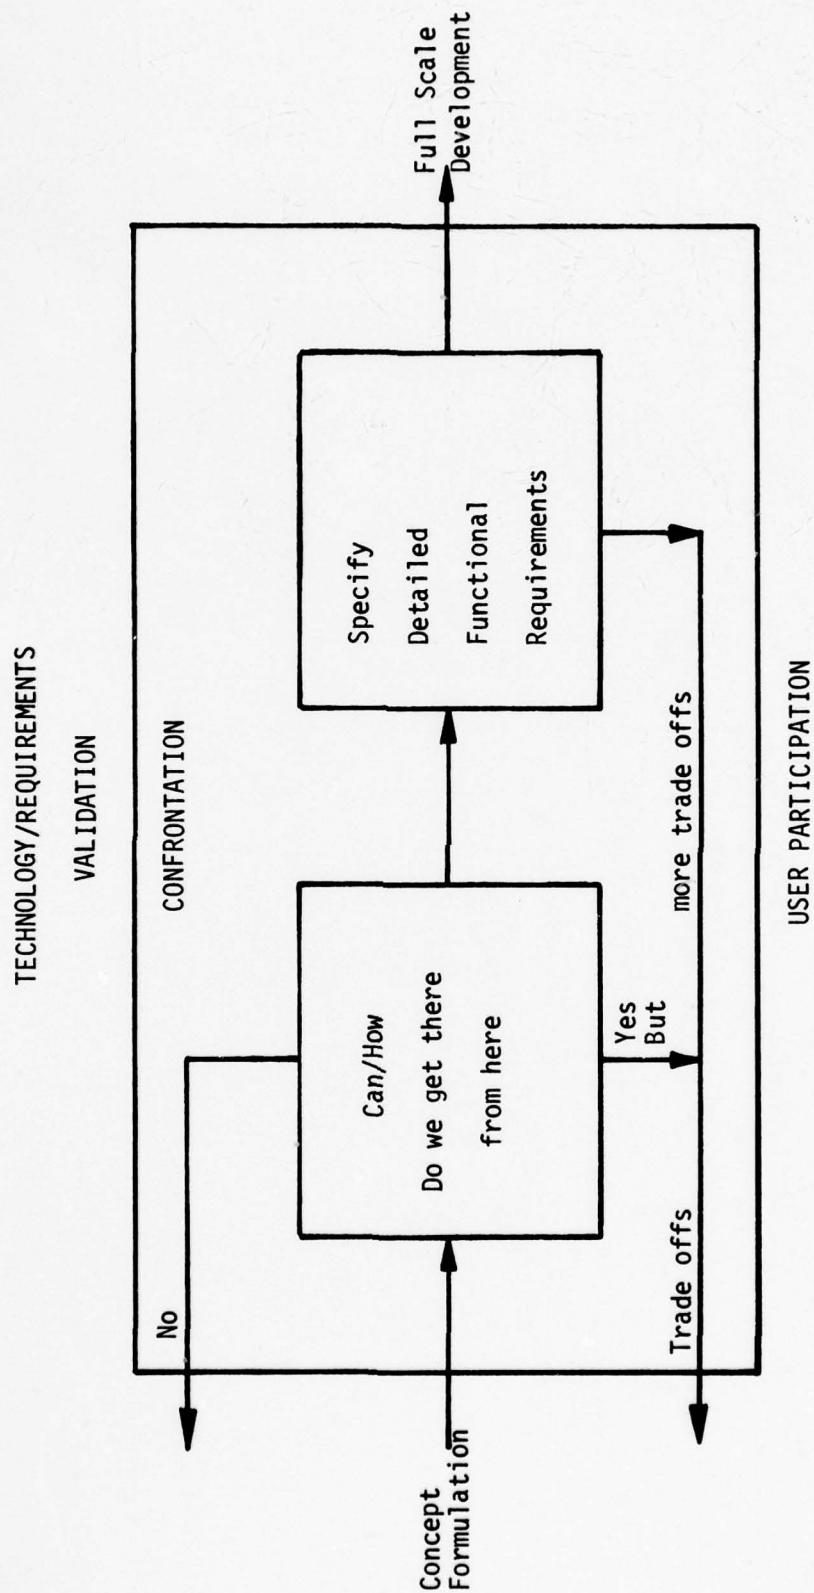 TECHNOLOGY/REQUIREMENTS
VALIDATION
CONFRONTATION
No
Concept
Formulation
Can/How
Do we get there
from here
Yes
But
Specify
Detailed
Functional
Requirements
Full Scale
Development
Trade offs
more trade offs
USER PARTICIPATION